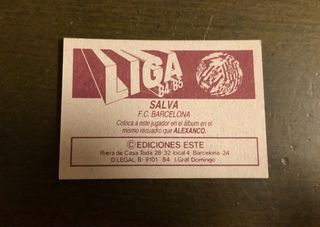 LIGA
84/85
SALVA
F.C. BARCELONA
Coloca a este jugador en el álbum en el
mismo recuadro que ALEXANCO.
© EDICIONES ESTE
Riera de Casa Toda 28-32 local 4 Barcelona-24
D.LEGAL B- 9101 84 J.Graf. Domingo